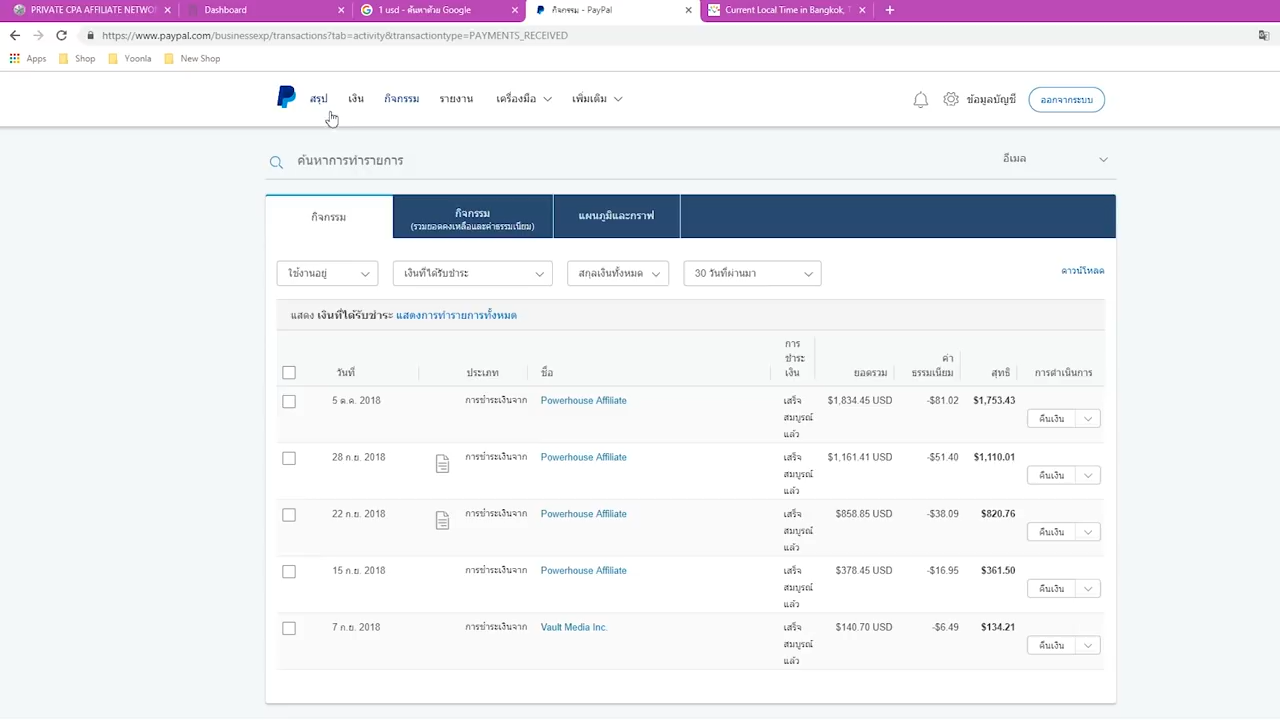 PRIVATE CPA AFFILIATE NETWOR
Dashboard
1 usd - ค้นหาด้วย Google
กิจกรรม - PayPal
Current Local Time in Bangkok, T
https://www.paypal.com/businessexp/transactions?tab=activity&transactiontype=PAYMENTS_RECEIVED
Apps Shop Yoonla New Shop
สรุป เงิน กิจกรรม รายงาน เครื่องมือ เพิ่มเติม ข้อมูลบัญชี ออกจากระบบ
ค้นหาการทำรายการ อีเมล
กิจกรรม
กิจกรรม
(รวมยอดคงเหลือและค่าธรรมเนียม)
แผนภูมิและกราฟ
ใช้งานอยู่ เงินที่ได้รับชำระ สกุลเงินทั้งหมด 30 วันที่ผ่านมา ดาวน์โหลด
แสดง เงินที่ได้รับชำระ แสดงการทำรายการทั้งหมด
วันที่ ประเภท ชื่อ
การ
ชำระ
เงิน
ยอดรวม
ค่า
ธรรมเนียม
สุทธิ การดำเนินการ
5 ต.ค. 2018 การชำระเงินจาก Powerhouse Affiliate
เสร็จ
สมบูรณ์
แล้ว
$1,834.45 USD -$81.02 $1,753.43
คืนเงิน
28 ก.ย. 2018 การชำระเงินจาก Powerhouse Affiliate
เสร็จ
สมบูรณ์
แล้ว
$1,161.41 USD -$51.40 $1,110.01
คืนเงิน
22 ก.ย. 2018 การชำระเงินจาก Powerhouse Affiliate
เสร็จ
สมบูรณ์
แล้ว
$858.85 USD -$38.09 $820.76
คืนเงิน
15 ก.ย. 2018 การชำระเงินจาก Powerhouse Affiliate
เสร็จ
สมบูรณ์
แล้ว
$378.45 USD -$16.95 $361.50
คืนเงิน
7 ก.ย. 2018 การชำระเงินจาก Vault Media Inc.
เสร็จ
สมบูรณ์
แล้ว
$140.70 USD -$6.49 $134.21
คืนเงิน